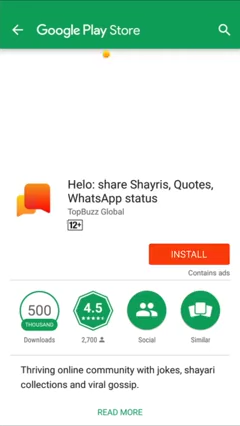 Google Play Store
Helo: share Shayris, Quotes,
WhatsApp status
TopBuzz Global
12+
INSTALL
Contains ads
500
THOUSAND
4.5
Downloads
2,700
Social
Similar
Thriving online community with jokes, shayari
collections and viral gossip.
READ MORE